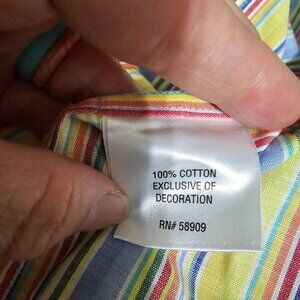 100% COTTON
EXCLUSIVE OF
DECORATION
RN# 58909